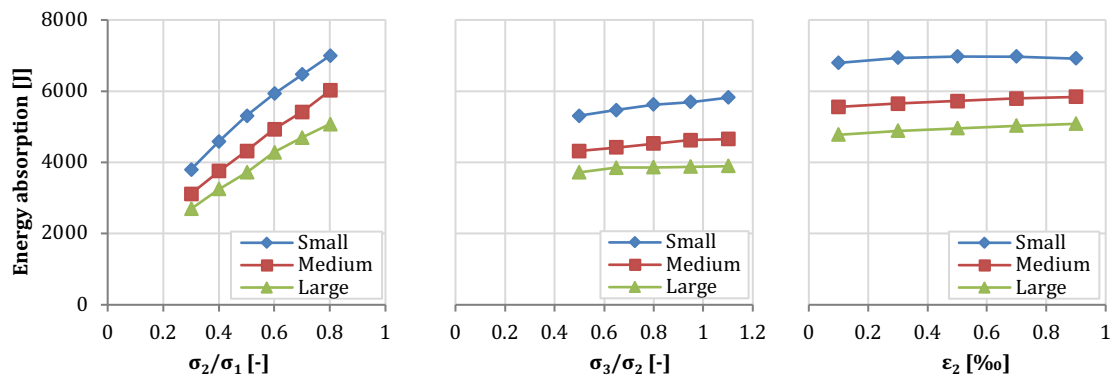 Energy absorption [J]
8000
6000
4000
2000
0
Small
Medium
Large
0 0.2 0.4 0.6 0.8 1
σ₂/σ₁ [-]
Small
Medium
Large
0 0.2 0.4 0.6 0.8 1 1.2
σ₃/σ₂ [-]
Small
Medium
Large
0 0.2 0.4 0.6 0.8 1
ε₂ [‰]